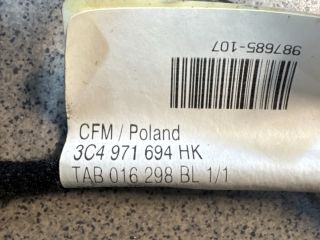 987685-107
CFM / Poland
3C4 971 694 HK
TAB 016 298 BL 1/1